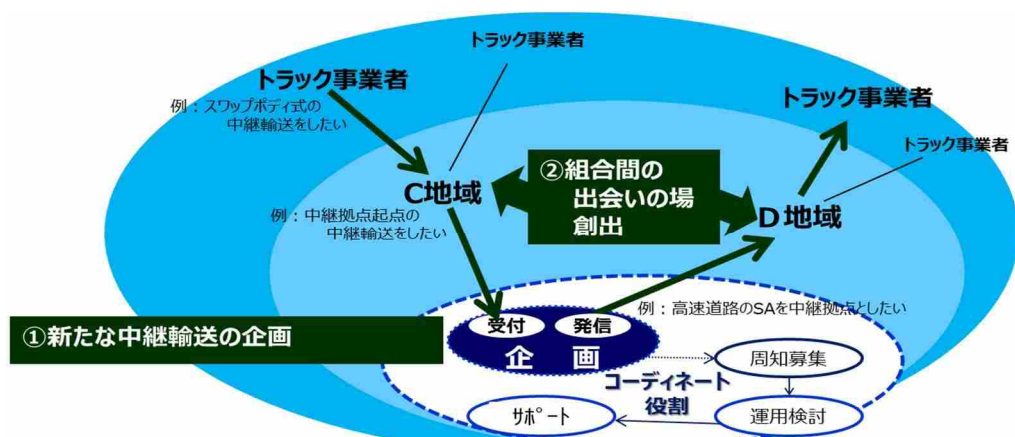 トラック事業者
トラック事業者
例：スワップボディ式の
中継輸送をしたい
トラック事業者
トラック事業者
C地域
②組合間の
出会いの場
創出
D地域
例：中継拠点起点の
中継輸送をしたい
例：高速道路のSAを中継拠点としたい
①新たな中継輸送の企画
受付
発信
企 画
周知募集
コーディネート
役割
サポート
運用検討